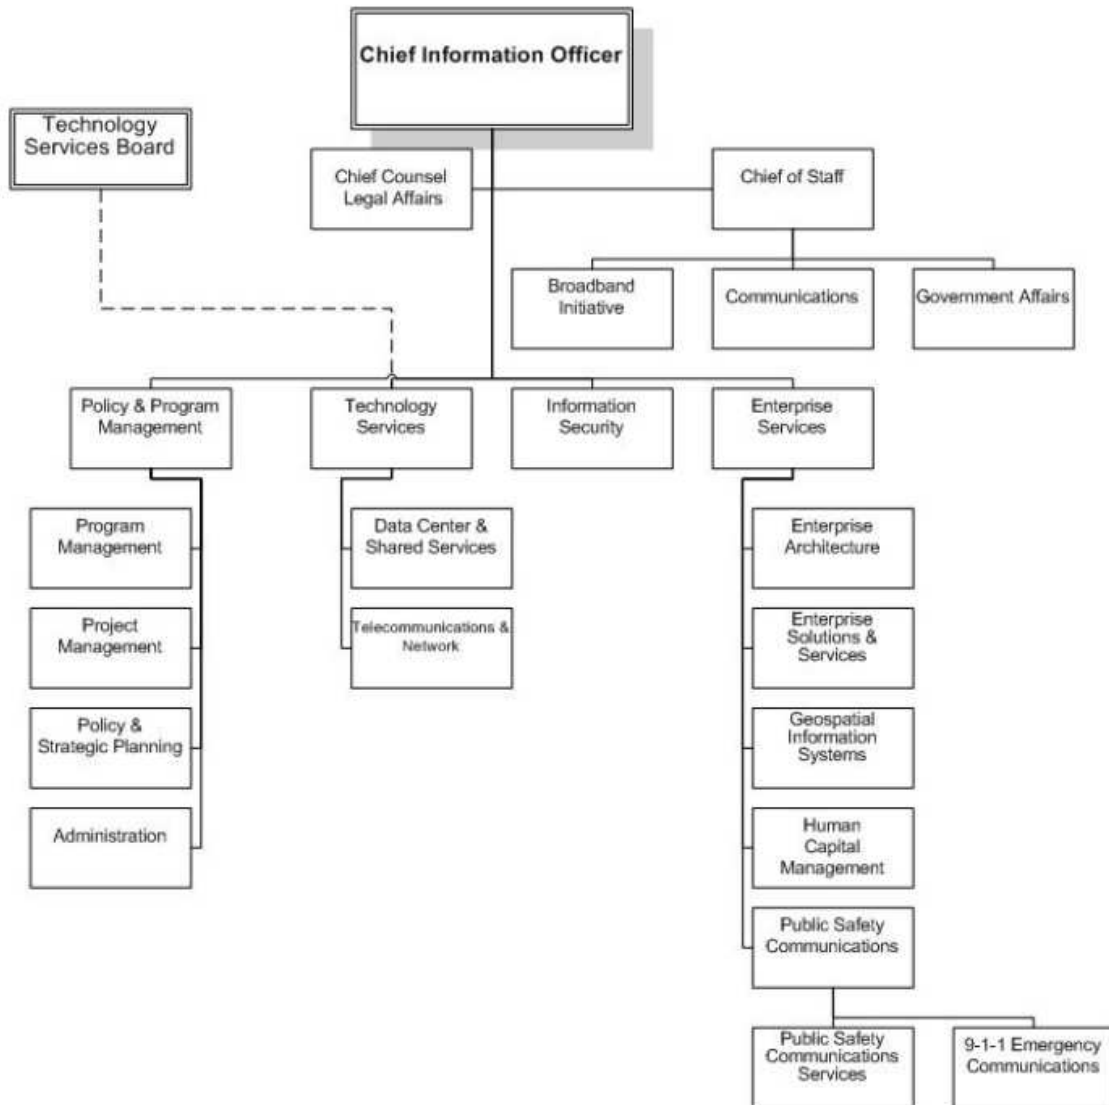 Chief Information Officer
Technology
Services Board
Chief Counsel
Legal Affairs
Chief of Staff
Broadband
Initiative
Communications
Government Affairs
Policy & Program
Management
Technology
Services
Information
Security
Enterprise
Services
Program
Management
Data Center &
Shared Services
Enterprise
Architecture
Project
Management
Telecommunications &
Network
Enterprise
Solutions &
Services
Policy &
Strategic Planning
Geospatial
Information
Systems
Administration
Human
Capital
Management
Public Safety
Communications
Public Safety
Communications
Services
9-1-1 Emergency
Communications